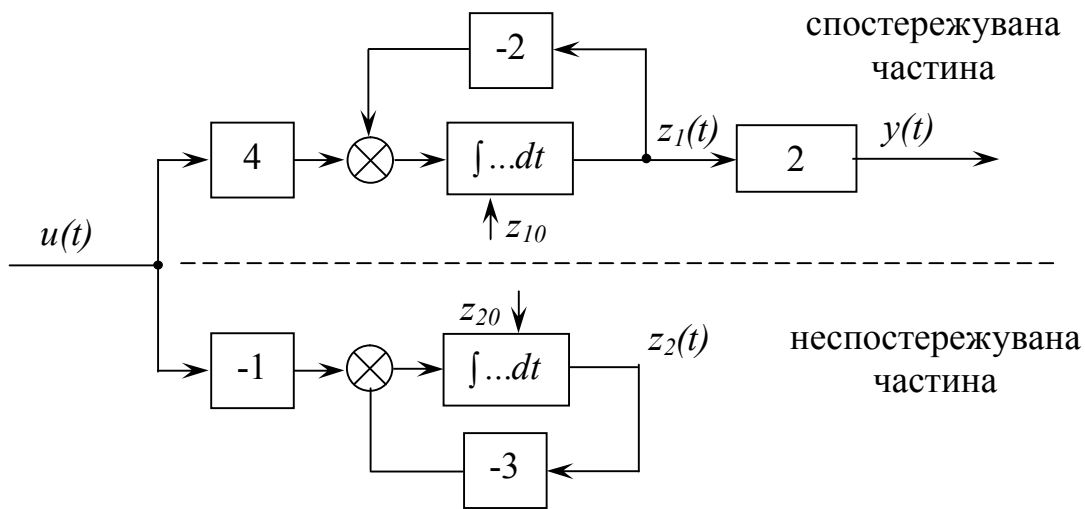 -2
спостережувана
частина
4
∫...dt
z₁(t)
2
y(t)
z₁₀
u(t)
z₂₀
-1
∫...dt
z₂(t)
неспостережувана
частина
-3